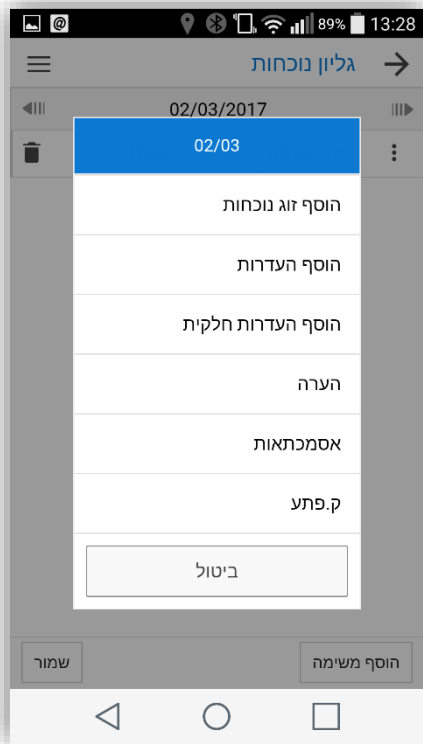 89% 13:28
גליון נוכחות
02/03/2017
02/03
הוסף זוג נוכחות
הוסף העדרות
הוסף העדרות חלקית
הערה
אסמכתאות
ק.פתע
ביטול
הוסף משימה
שמור